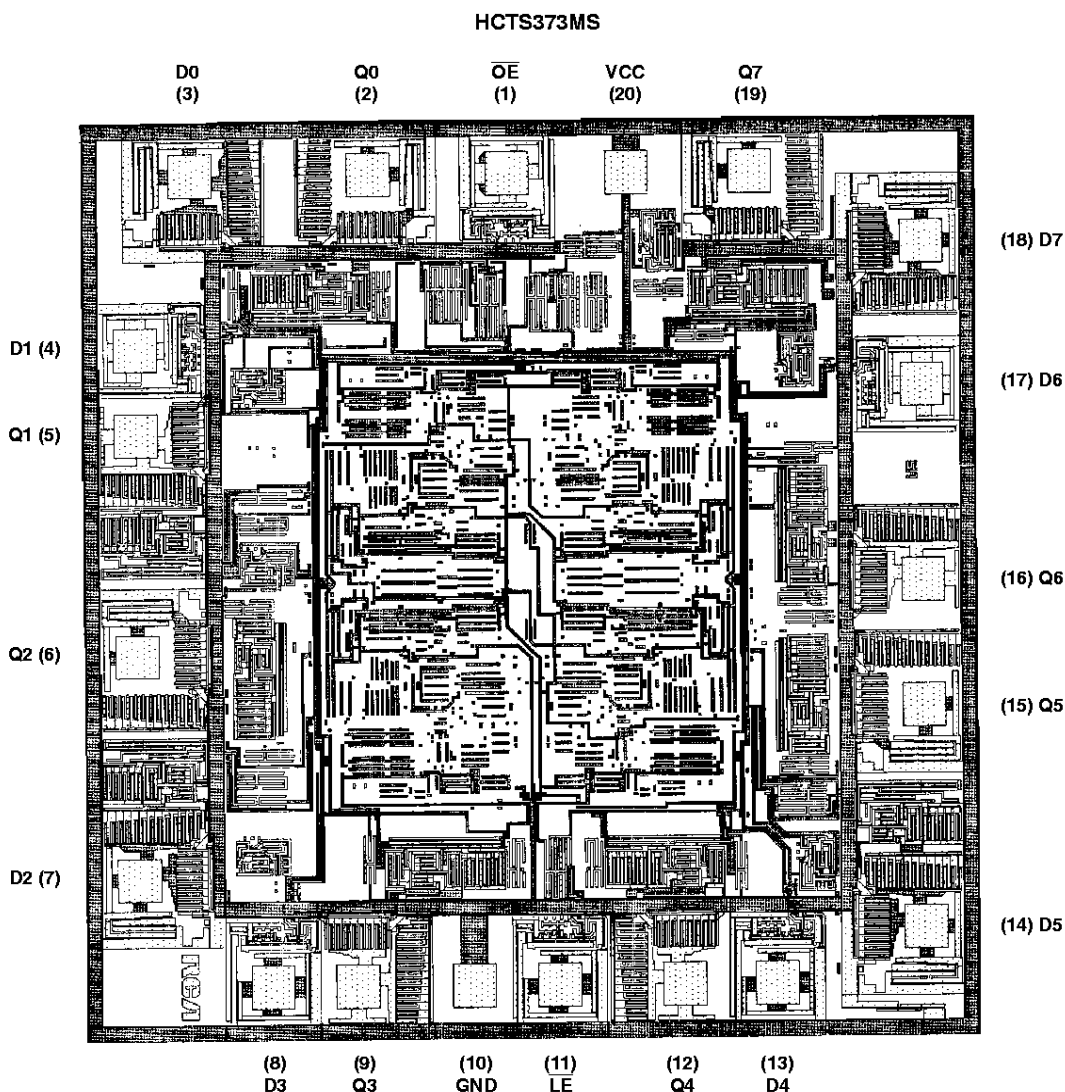 HCTS373MS
D0
(3)
Q0
(2)
OE
(1)
VCC
(20)
Q7
(19)
(18) D7
D1 (4)
(17) D6
Q1 (5)
(16) Q6
Q2 (6)
(15) Q5
D2 (7)
(14) D5
RCA
(8)
D3
(9)
Q3
(10)
GND
(11)
LE
(12)
Q4
(13)
D4